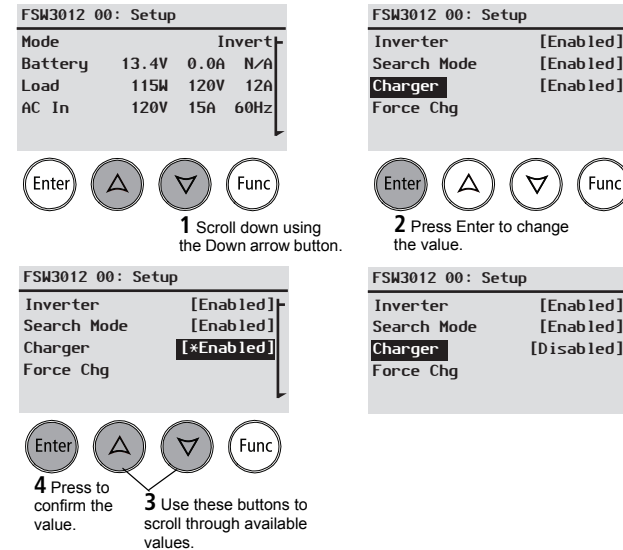 FSW3012 00: Setup
Mode Invert
Battery 13.4V 0.0A N/A
Load 115W 120V 12A
AC In 120V 15A 60Hz
Enter Func
1 Scroll down using
the Down arrow button.
FSW3012 00: Setup
Inverter [Enabled]
Search Mode [Enabled]
Charger [Enabled]
Force Chg
Enter Func
2 Press Enter to change
the value.
FSW3012 00: Setup
Inverter [Enabled]
Search Mode [Enabled]
Charger [*Enabled]
Force Chg
Enter Func
4 Press to
confirm the
value.
3 Use these buttons to
scroll through available
values.
FSW3012 00: Setup
Inverter [Enabled]
Search Mode [Enabled]
Charger [Disabled]
Force Chg